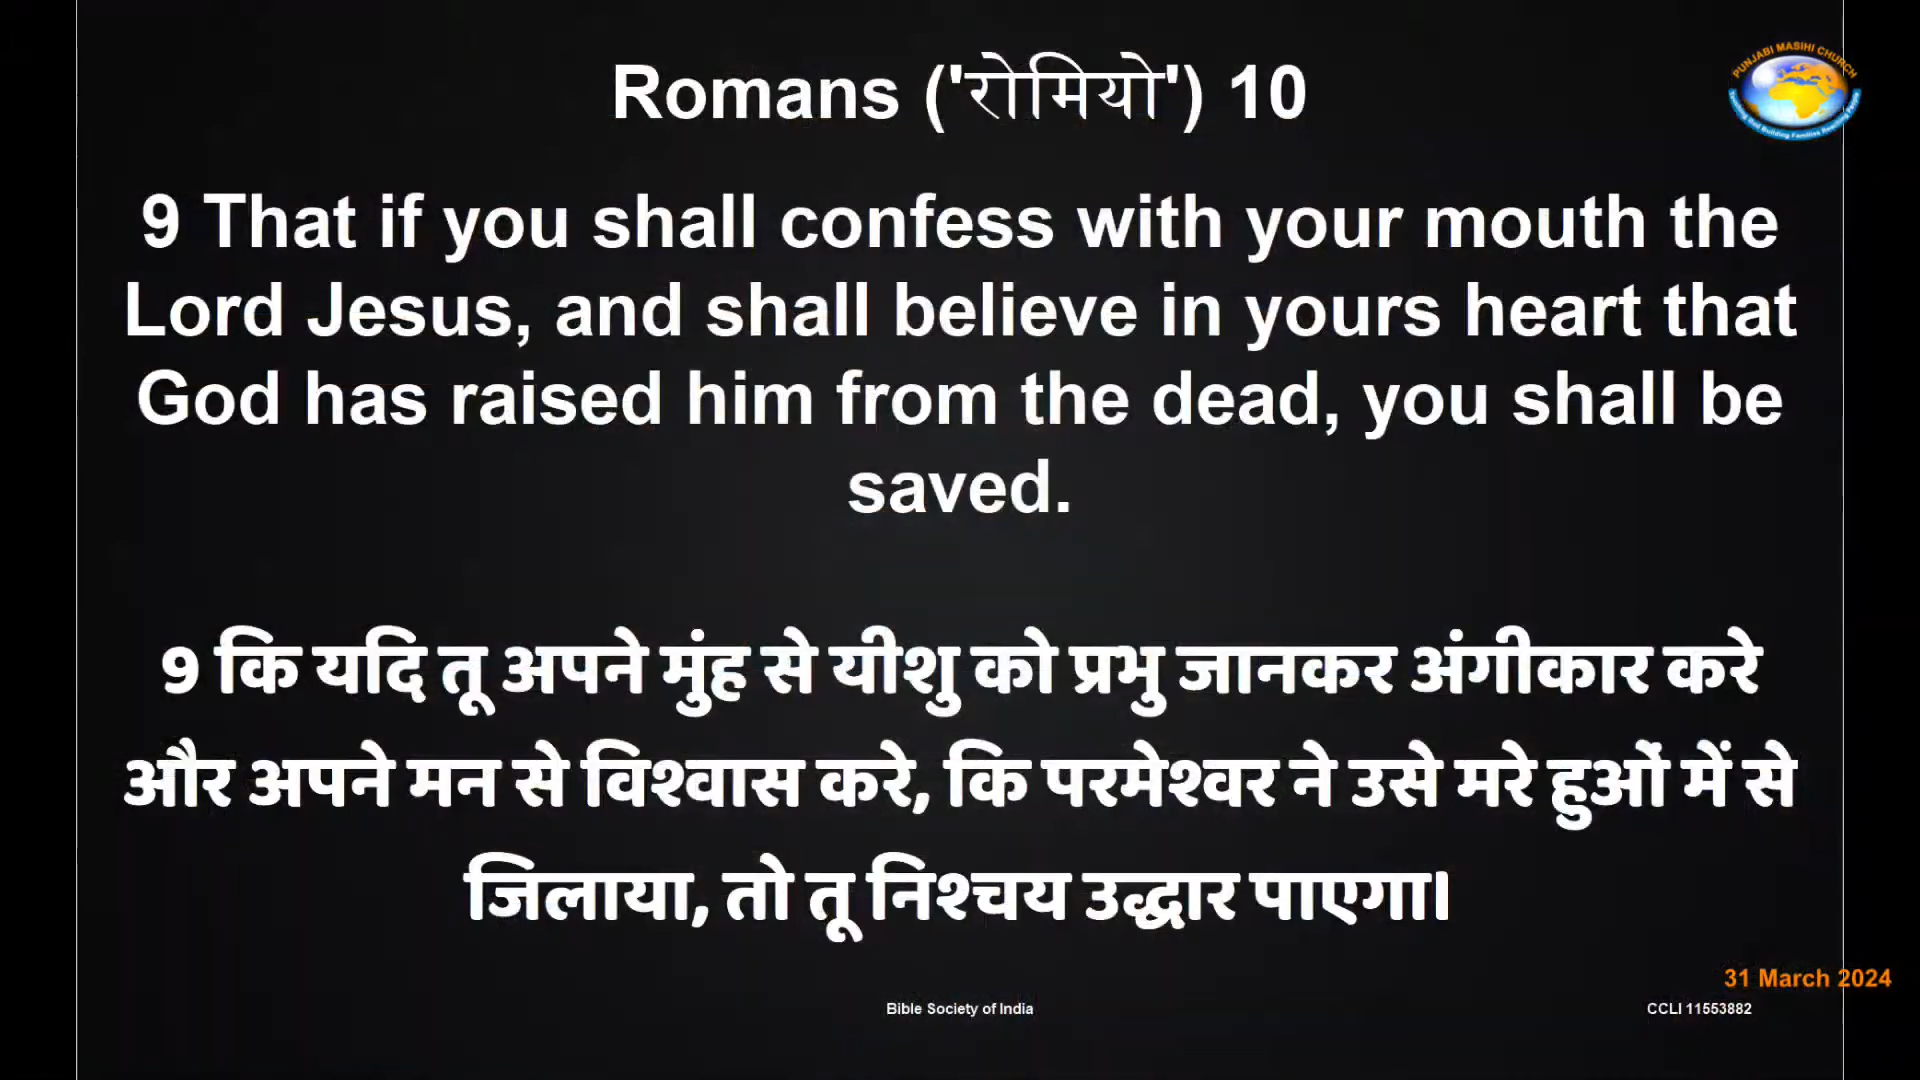 Romans ('रोमियो') 10
PUNJABI MASIHI CHURCH
9 That if you shall confess with your mouth the
Lord Jesus, and shall believe in yours heart that
God has raised him from the dead, you shall be
saved.
9 कि यदि तू अपने मुंह से यीशु को प्रभु जानकर अंगीकार करे
और अपने मन से विश्वास करे, कि परमेश्वर ने उसे मरे हुओं में से
जिलाया, तो तू निश्चय उद्धार पाएगा।
31 March 2024
Bible Society of India
CCLI 11553882